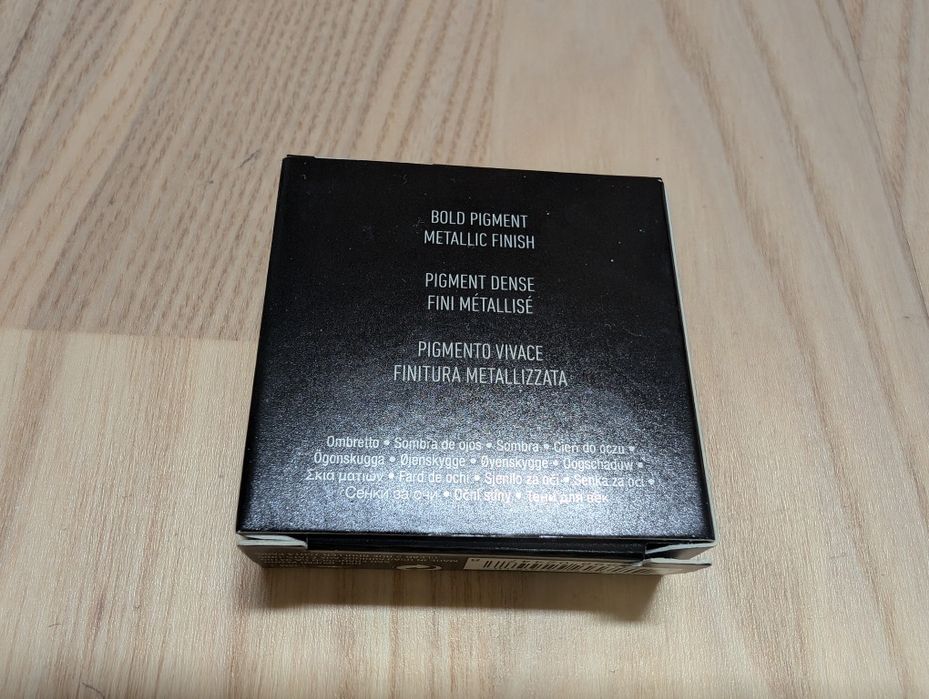 BOLD PIGMENT
METALLIC FINISH
PIGMENT DENSE
FINI MÉTALLISÉ
PIGMENTO VIVACE
FINITURA METALLIZZATA
Ombretto • Sombra de ojos • Sombra • Cień do oczu •
Ögonskugga • Øjenskygge • Øyenskygge • Oogschaduw •
Σκιά ματιών • Fard de ochi • Sjenilo za oči • Senka za oči •
Сенки за очи • Oční stíny • Тени для век